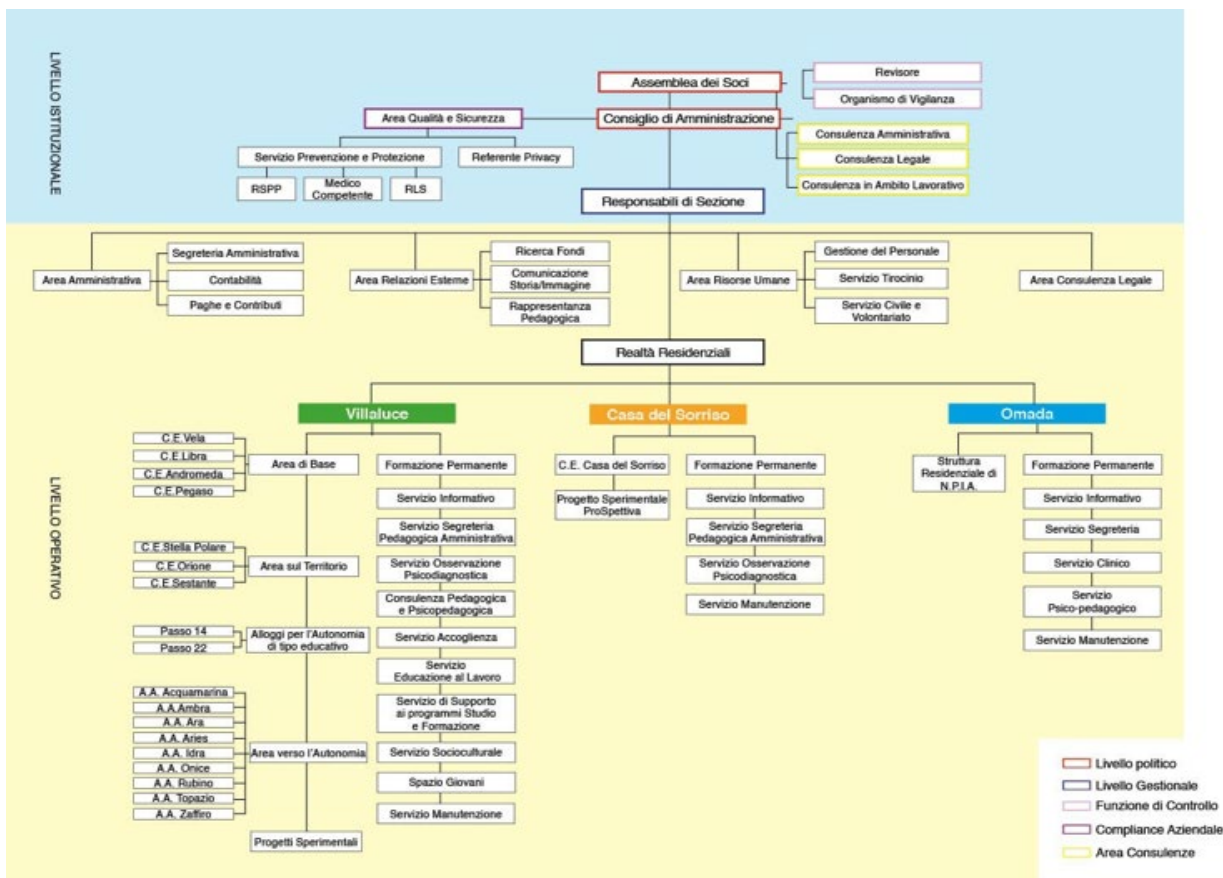 LIVELLO ISTITUZIONALE
Assemblea dei Soci
Revisore
Organismo di Vigilanza
Area Qualità e Sicurezza
Consiglio di Amministrazione
Consulenza Amministrativa
Consulenza Legale
Consulenza in Ambito Lavorativo
Servizio Prevenzione e Protezione
Referente Privacy
RSPP
Medico
Competente
RLS
Responsabili di Sezione
LIVELLO OPERATIVO
Area Amministrativa
Segreteria Amministrativa
Contabilità
Paghe e Contributi
Area Relazioni Esterne
Ricerca Fondi
Comunicazione
Storia/Immagine
Rappresentanza
Pedagogica
Area Risorse Umane
Gestione del Personale
Servizio Tirocinio
Servizio Civile e
Volontariato
Area Consulenza Legale
Realtà Residenziali
Villaluce
C.E.Vela
C.E.Libra
C.E.Andromeda
C.E.Pegaso
Area di Base
C.E.Stella Polare
C.E.Orione
C.E.Sestante
Area sul Territorio
Passo 14
Passo 22
Alloggi per l'Autonomia
di tipo educativo
A.A. Acquamarina
A.A.Ambra
A.A. Ara
A.A. Aries
A.A. Idra
A.A. Onice
A.A. Rubino
A.A. Topazio
A.A. Zaffiro
Area verso l'Autonomia
Progetti Sperimentali
Formazione Permanente
Servizio Informativo
Servizio Segreteria
Pedagogica Amministrativa
Servizio Osservazione
Psicodiagnostica
Consulenza Pedagogica
e Psicopedagogica
Servizio Accoglienza
Servizio
Educazione al Lavoro
Servizio di Supporto
ai programmi Studio
e Formazione
Servizio Socioculturale
Spazio Giovani
Servizio Manutenzione
Casa del Sorriso
C.E. Casa del Sorriso
Progetto Sperimentale
ProSpettiva
Formazione Permanente
Servizio Informativo
Servizio Segreteria
Pedagogica Amministrativa
Servizio Osservazione
Psicodiagnostica
Servizio Manutenzione
Omada
Struttura
Residenziale di
N.P.I.A.
Formazione Permanente
Servizio Informativo
Servizio Segreteria
Servizio Clinico
Servizio
Psico-pedagogico
Servizio Manutenzione
Livello politico
Livello Gestionale
Funzione di Controllo
Compliance Aziendale
Area Consulenze